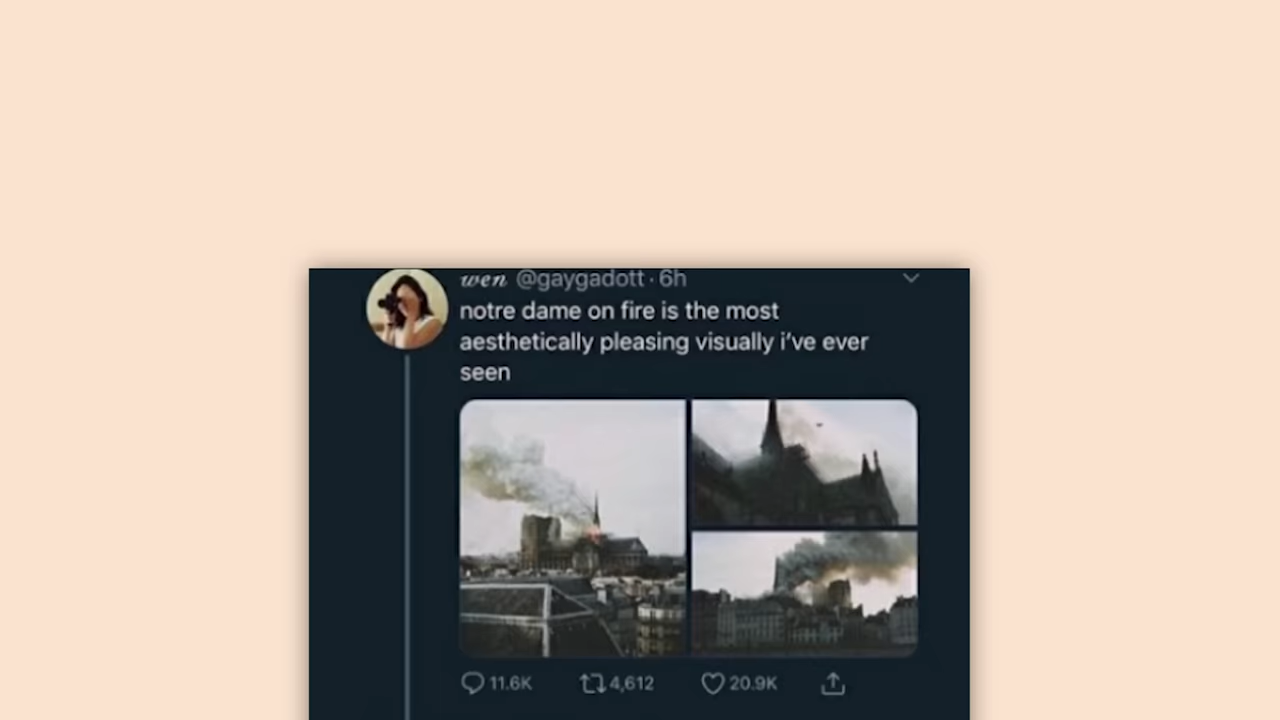 wen @gaygadott · 6h
notre dame on fire is the most
aesthetically pleasing visually i've ever
seen
11.6K 4,612 20.9K